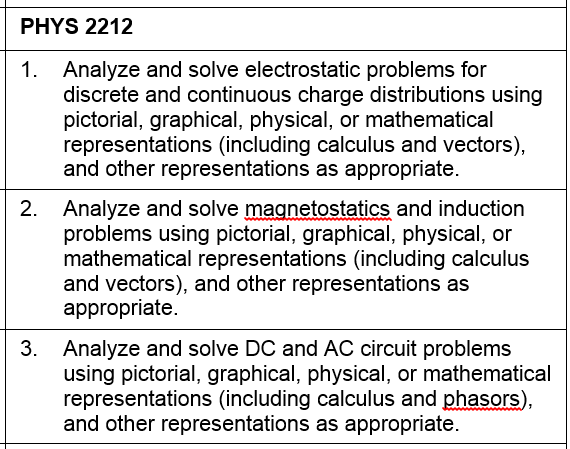 PHYS 2212
1. Analyze and solve electrostatic problems for
discrete and continuous charge distributions using
pictorial, graphical, physical, or mathematical
representations (including calculus and vectors),
and other representations as appropriate.
2. Analyze and solve magnetostatics and induction
problems using pictorial, graphical, physical, or
mathematical representations (including calculus
and vectors), and other representations as
appropriate.
3. Analyze and solve DC and AC circuit problems
using pictorial, graphical, physical, or mathematical
representations (including calculus and phasors),
and other representations as appropriate.